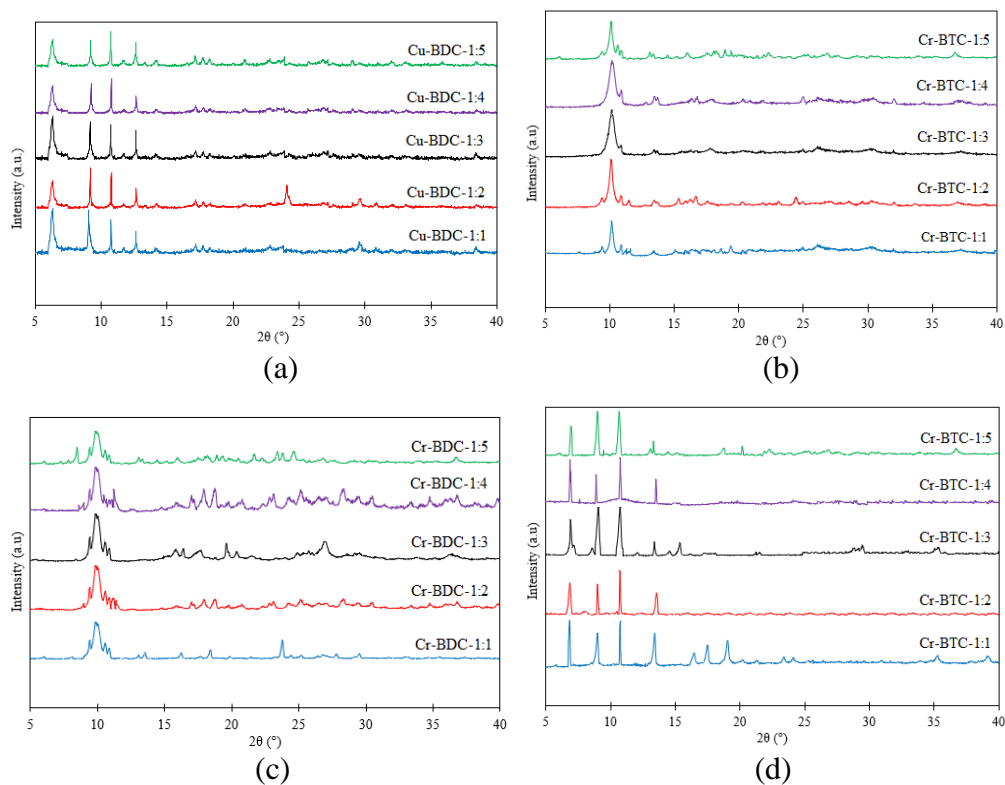 Cu-BDC-1:5
Cu-BDC-1:4
Cu-BDC-1:3
Cu-BDC-1:2
Cu-BDC-1:1
Intensity (a.u.)
5 10 15 20 25 30 35 40
2θ (°)
(a)
Cr-BTC-1:5
Cr-BTC-1:4
Cr-BTC-1:3
Cr-BTC-1:2
Cr-BTC-1:1
Intensity (a.u)
5 10 15 20 25 30 35 40
2θ (°)
(b)
Cr-BDC-1:5
Cr-BDC-1:4
Cr-BDC-1:3
Cr-BDC-1:2
Cr-BDC-1:1
Intensity (a.u)
5 10 15 20 25 30 35 40
2θ (°)
(c)
Cr-BTC-1:5
Cr-BTC-1:4
Cr-BTC-1:3
Cr-BTC-1:2
Cr-BTC-1:1
Intensity (a.u)
5 10 15 20 25 30 35 40
2θ (°)
(d)